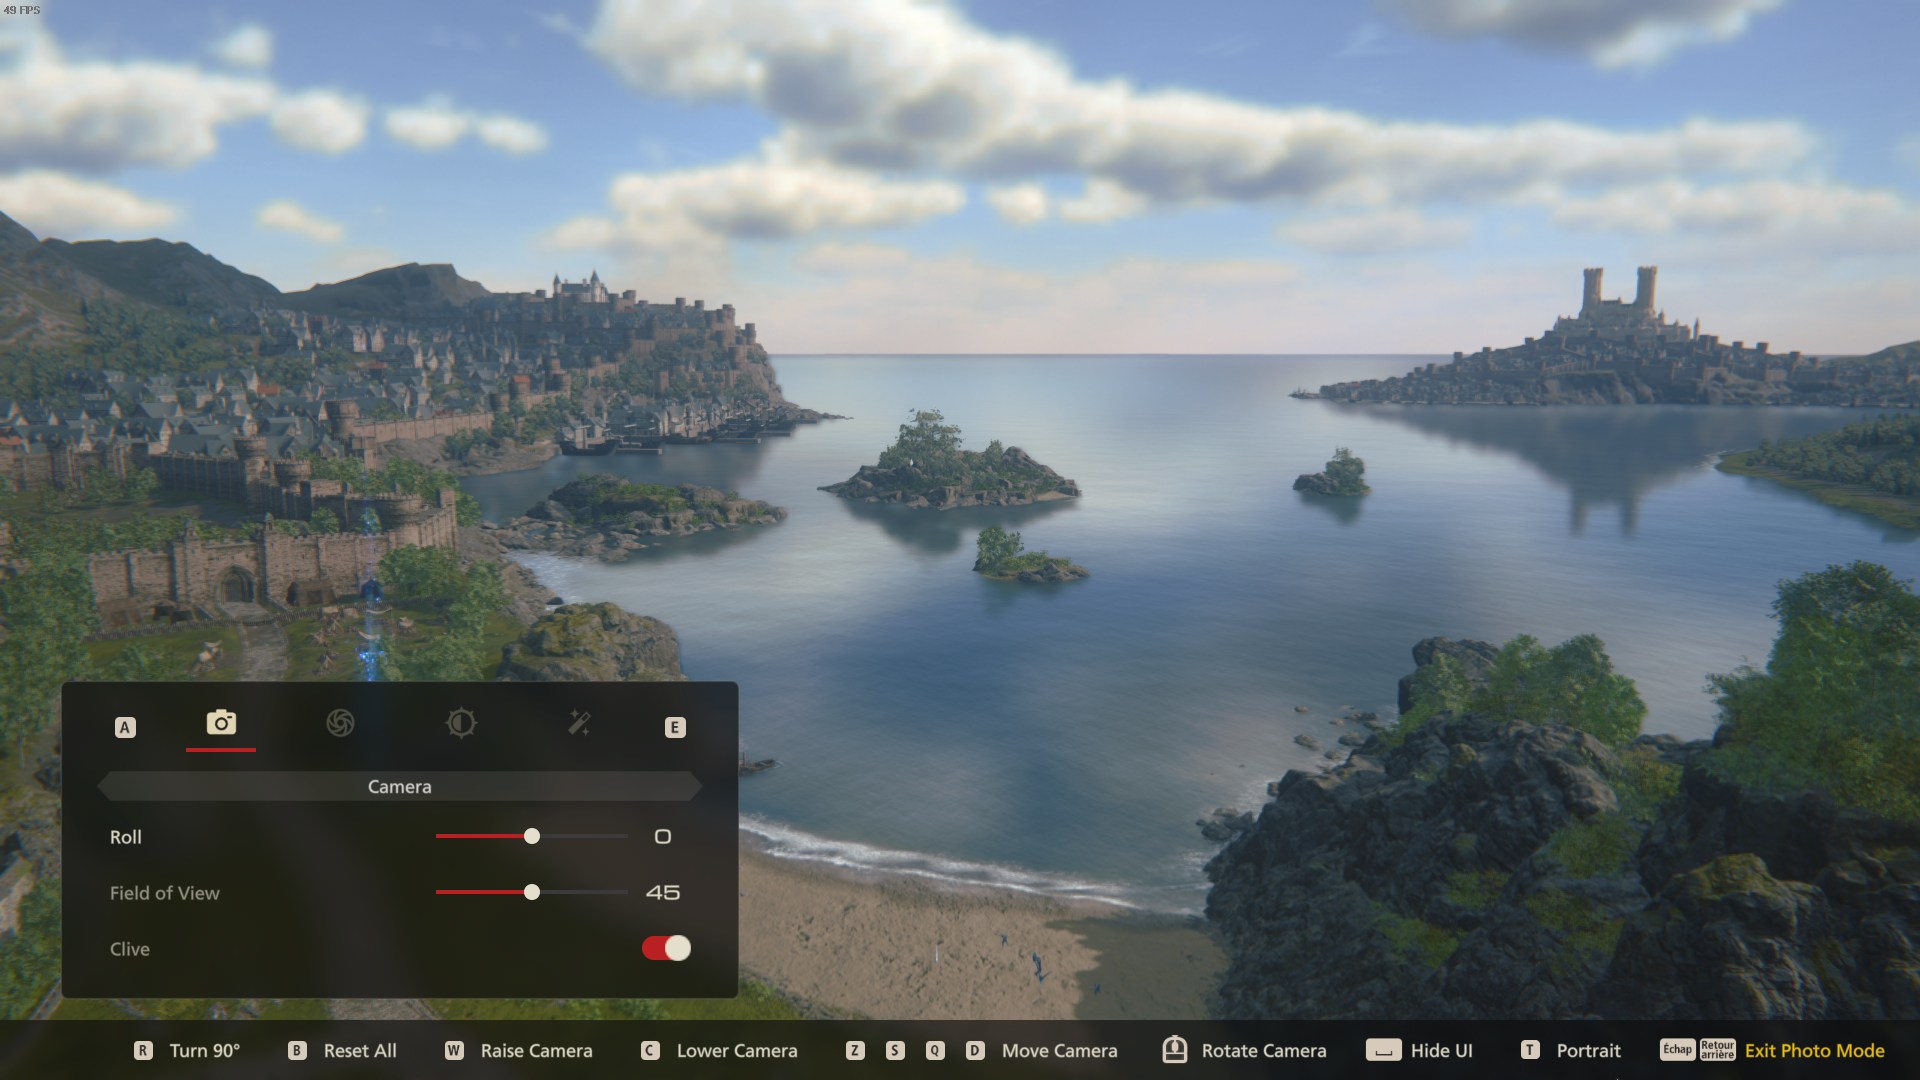 49 FPS
A
E
Camera
Roll 0
Field of View 45
Clive
R Turn 90° B Reset All W Raise Camera C Lower Camera Z S Q D Move Camera Rotate Camera Hide UI T Portrait Échap Retour arrière Exit Photo Mode